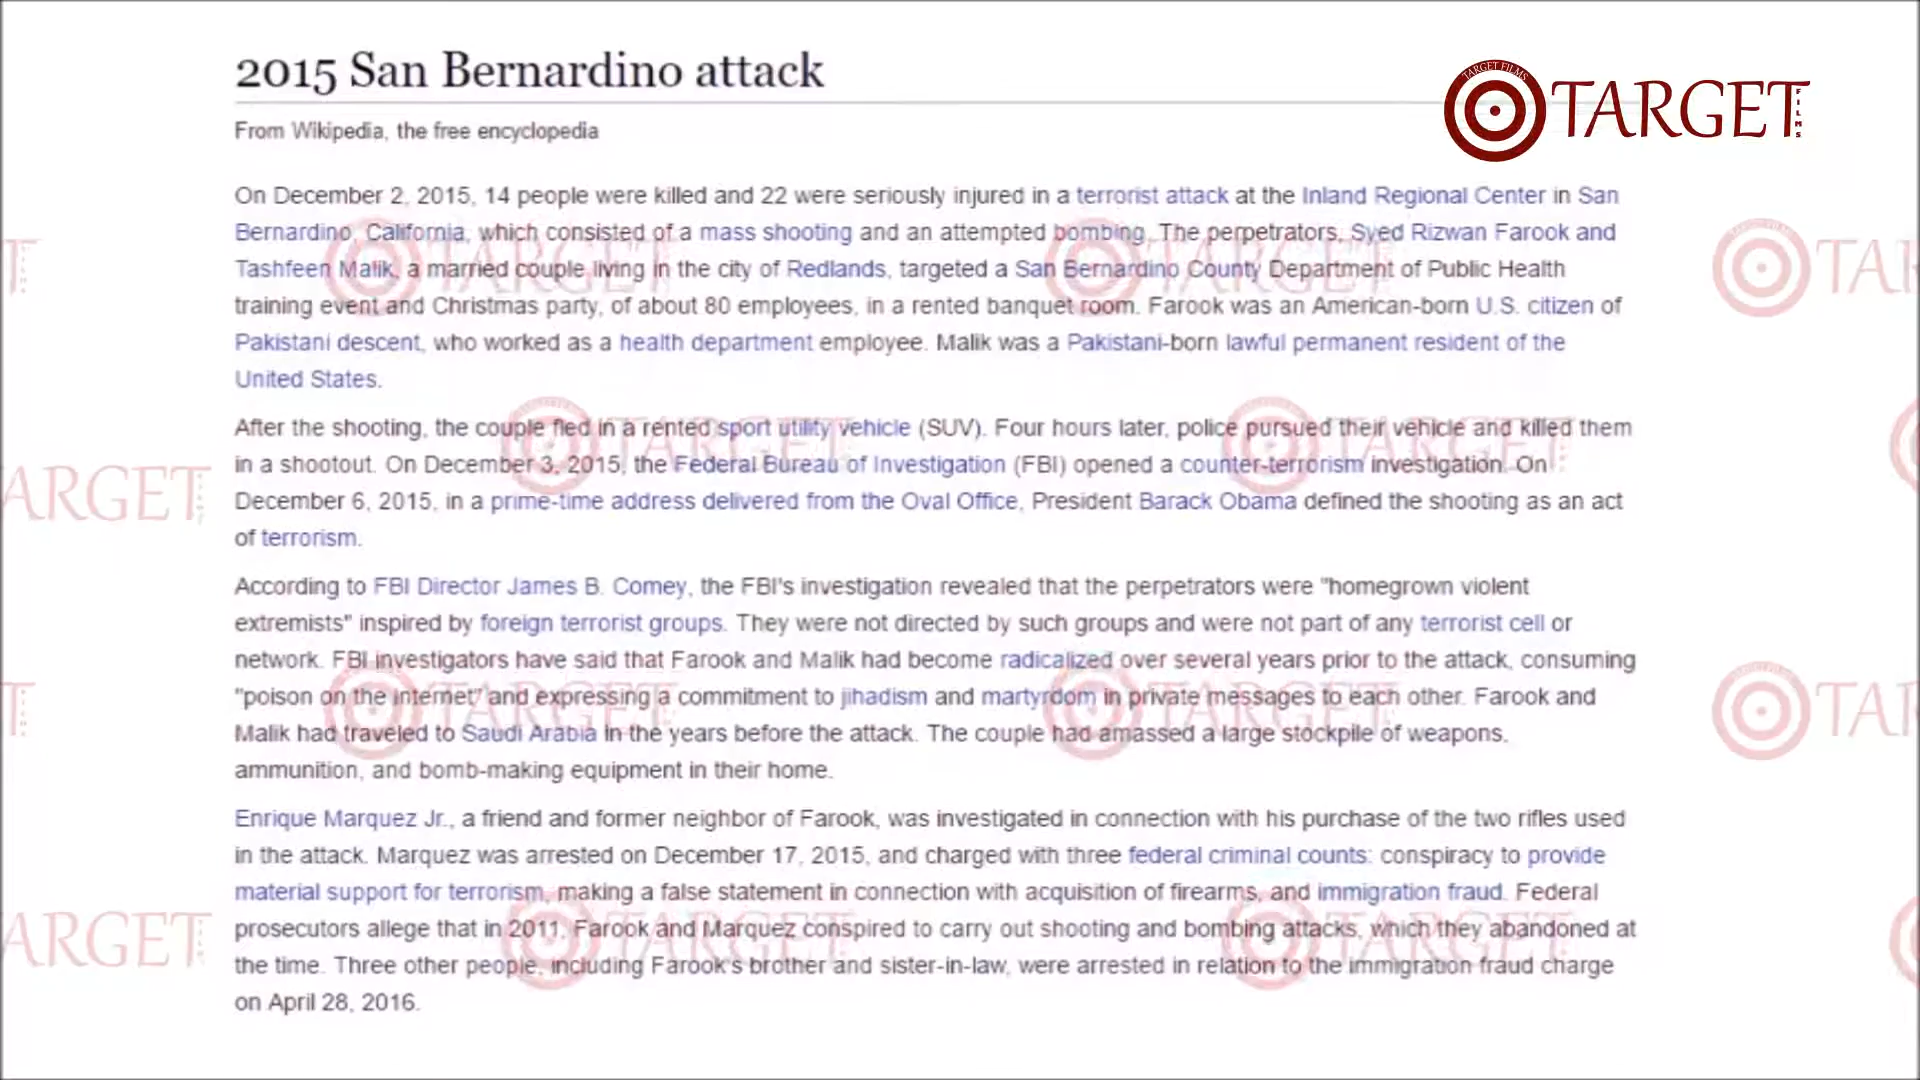 2015 San Bernardino attack
TARGET FILMS
TARGET FILMS
From Wikipedia, the free encyclopedia
On December 2, 2015, 14 people were killed and 22 were seriously injured in a terrorist attack at the Inland Regional Center in San
Bernardino, California, which consisted of a mass shooting and an attempted bombing. The perpetrators, Syed Rizwan Farook and
Tashfeen Malik, a married couple living in the city of Redlands, targeted a San Bernardino County Department of Public Health
training event and Christmas party, of about 80 employees, in a rented banquet room. Farook was an American-born U.S. citizen of
Pakistani descent, who worked as a health department employee. Malik was a Pakistani-born lawful permanent resident of the
United States.
After the shooting, the couple fled in a rented sport utility vehicle (SUV). Four hours later, police pursued their vehicle and killed them
in a shootout. On December 3, 2015, the Federal Bureau of Investigation (FBI) opened a counter-terrorism investigation. On
December 6, 2015, in a prime-time address delivered from the Oval Office, President Barack Obama defined the shooting as an act
of terrorism.
According to FBI Director James B. Comey, the FBI's investigation revealed that the perpetrators were "homegrown violent
extremists" inspired by foreign terrorist groups. They were not directed by such groups and were not part of any terrorist cell or
network. FBI investigators have said that Farook and Malik had become radicalized over several years prior to the attack, consuming
"poison on the internet" and expressing a commitment to jihadism and martyrdom in private messages to each other. Farook and
Malik had traveled to Saudi Arabia in the years before the attack. The couple had amassed a large stockpile of weapons,
ammunition, and bomb-making equipment in their home.
Enrique Marquez Jr., a friend and former neighbor of Farook, was investigated in connection with his purchase of the two rifles used
in the attack. Marquez was arrested on December 17, 2015, and charged with three federal criminal counts: conspiracy to provide
material support for terrorism, making a false statement in connection with acquisition of firearms, and immigration fraud. Federal
prosecutors allege that in 2011, Farook and Marquez conspired to carry out shooting and bombing attacks, which they abandoned at
the time. Three other people, including Farook's brother and sister-in-law, were arrested in relation to the immigration fraud charge
on April 28, 2016.